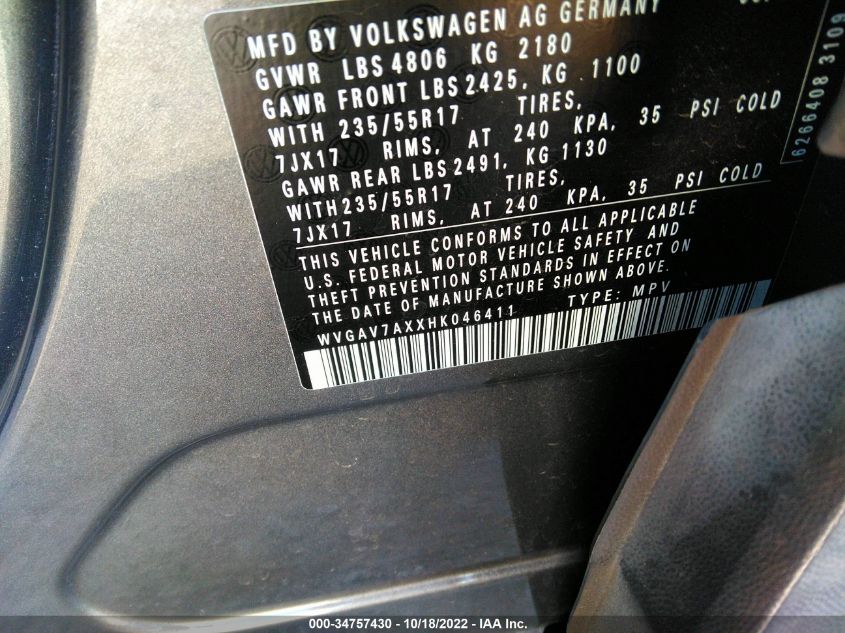 MFD BY VOLKSWAGEN AG GERMANY
GVWR LBS 4806 KG 2180
GAWR FRONT LBS 2425, KG 1100
WITH 235/55R17 TIRES,
7JX17 RIMS, AT 240 KPA, 35 PSI COLD
GAWR REAR LBS 2491, KG 1130
WITH 235/55R17 TIRES,
7JX17 RIMS, AT 240 KPA, 35 PSI COLD
THIS VEHICLE CONFORMS TO ALL APPLICABLE
U.S. FEDERAL MOTOR VEHICLE SAFETY AND
THEFT PREVENTION STANDARDS IN EFFECT ON
THE DATE OF MANUFACTURE SHOWN ABOVE.
WVGAV7AXXHK046411 TYPE: MPV
6266408 3109
000-34757430 - 10/18/2022 - IAA Inc.